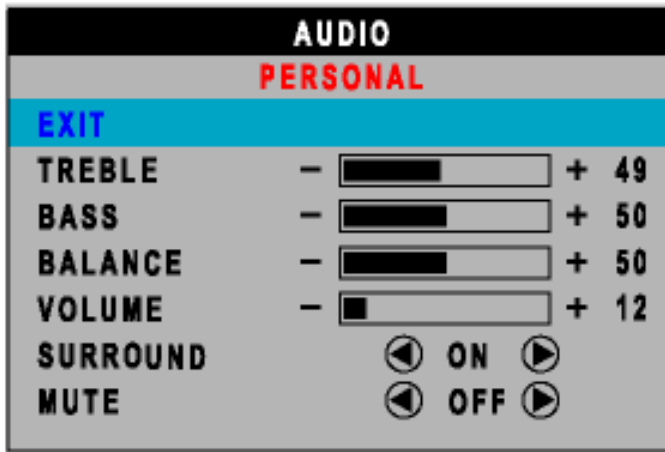 AUDIO
PERSONAL
EXIT
TREBLE - + 49
BASS - + 50
BALANCE - + 50
VOLUME - + 12
SURROUND ON
MUTE OFF